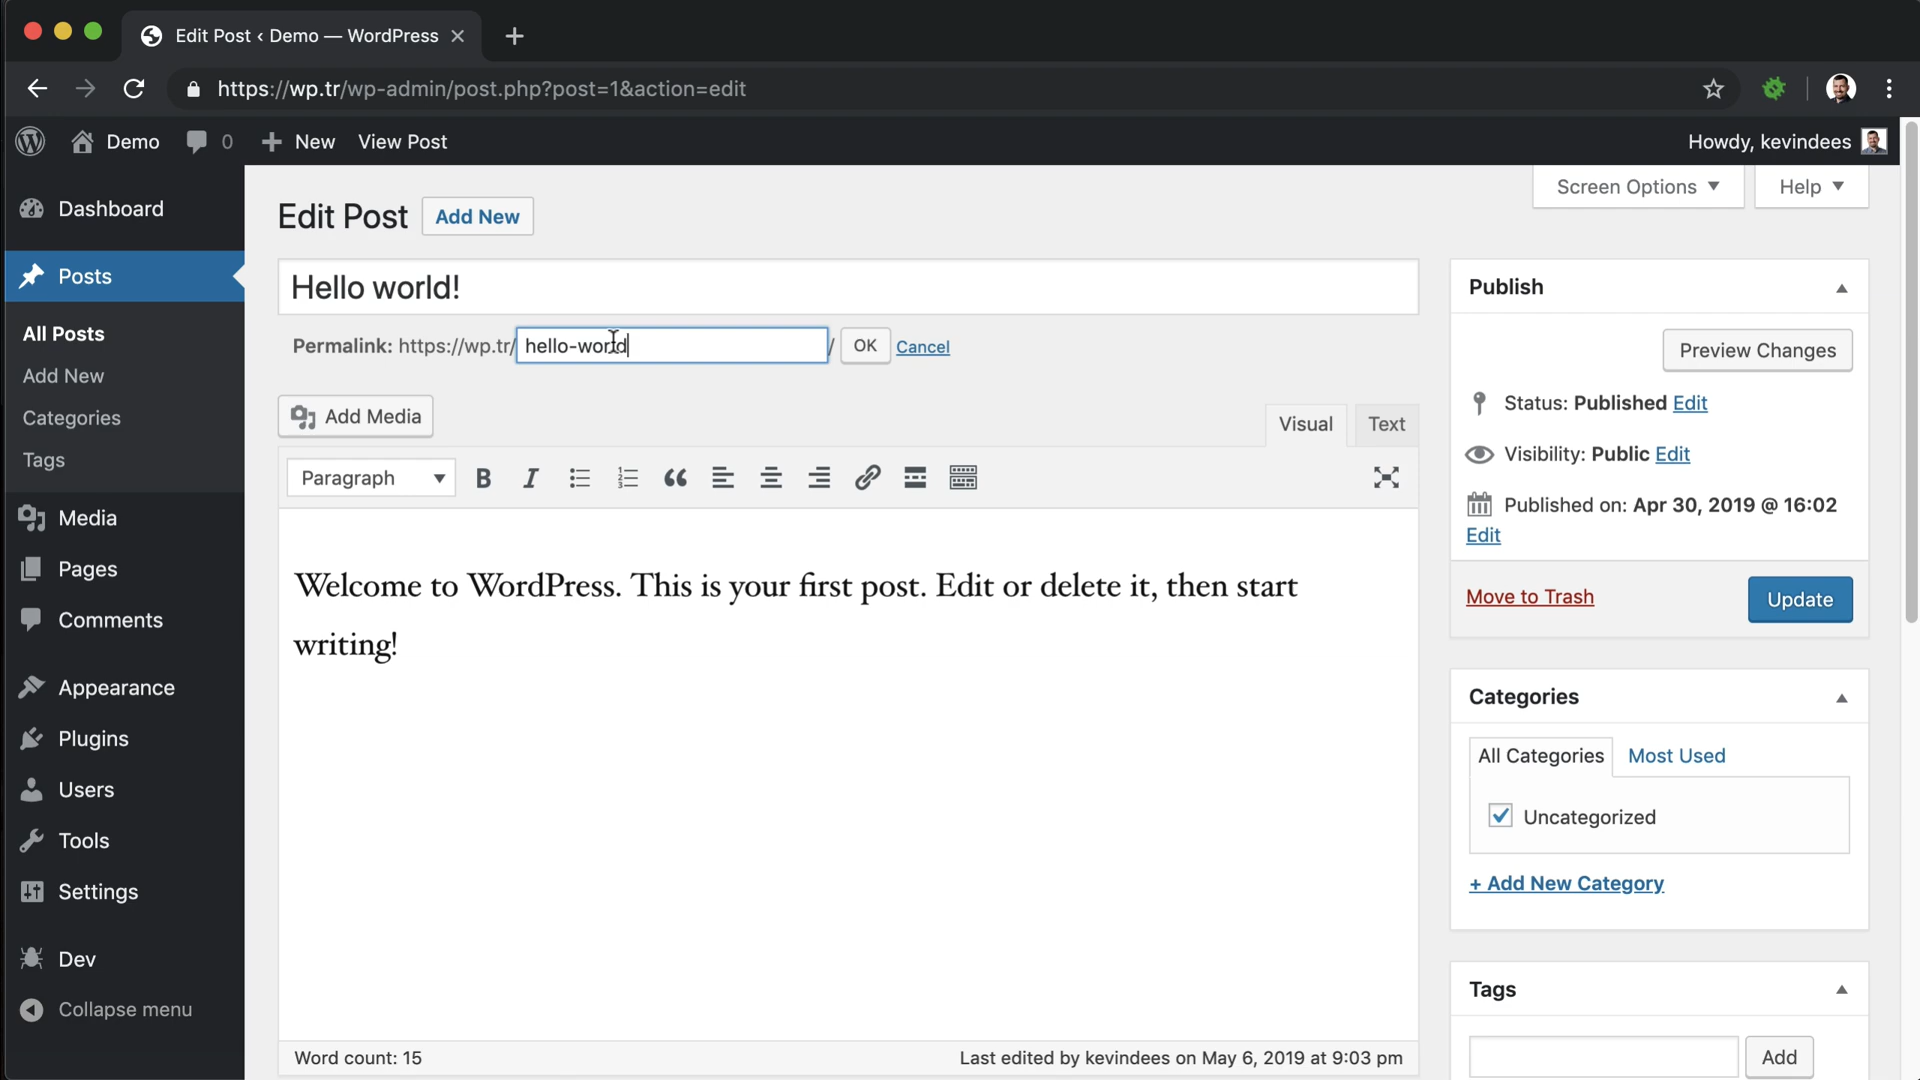 Edit Post ‹ Demo — WordPress
https://wp.tr/wp-admin/post.php?post=1&action=edit
Demo 0 New View Post
Howdy, kevindees
Dashboard
Posts
All Posts
Add New
Categories
Tags
Media
Pages
Comments
Appearance
Plugins
Users
Tools
Settings
Dev
Collapse menu
Screen Options
Help
Edit Post Add New
Hello world!
Permalink: https://wp.tr/hello-world/ OK Cancel
Add Media
Visual Text
Paragraph
Welcome to WordPress. This is your first post. Edit or delete it, then start
writing!
Word count: 15
Last edited by kevindees on May 6, 2019 at 9:03 pm
Publish
Preview Changes
Status: Published Edit
Visibility: Public Edit
Published on: Apr 30, 2019 @ 16:02
Edit
Move to Trash
Update
Categories
All Categories Most Used
Uncategorized
+ Add New Category
Tags
Add